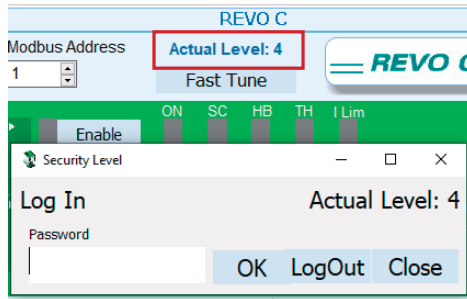 REVO C
Modbus Address
Actual Level: 4
1
Fast Tune
REVO C
ON SC HB TH I Lim
Enable
Security Level
Log In
Actual Level: 4
Password
OK LogOut Close